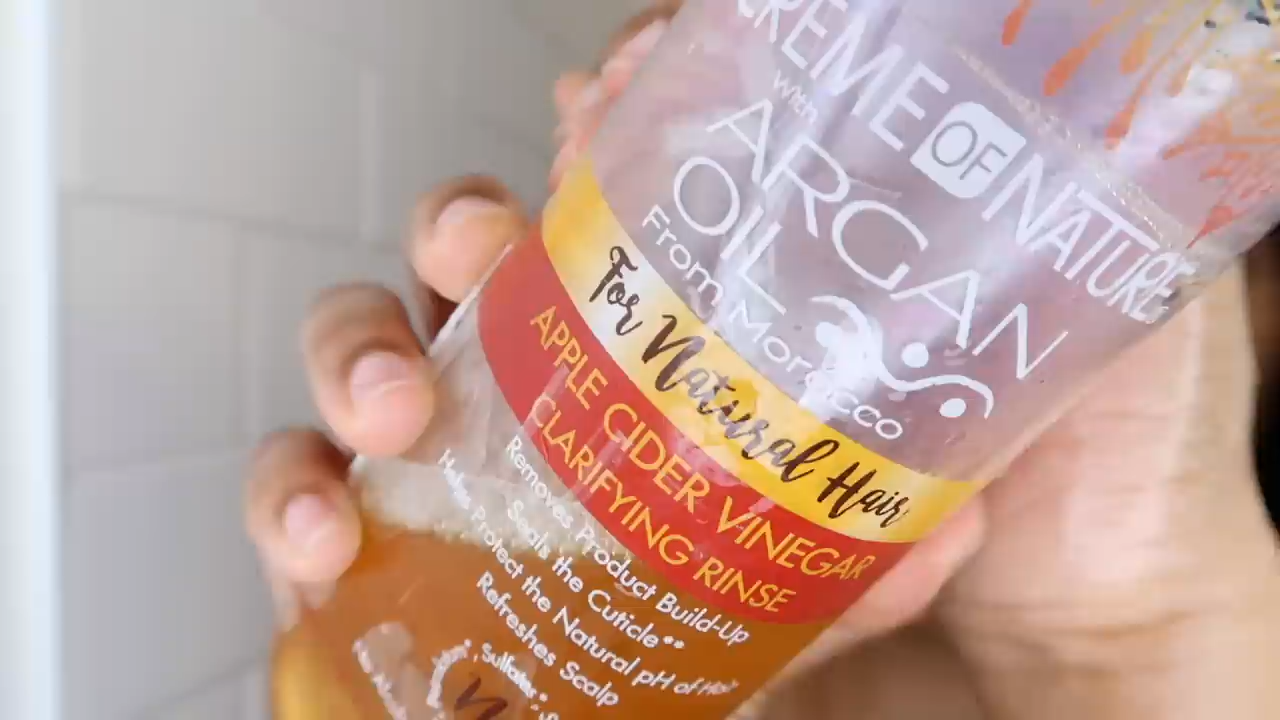 CREME OF NATURE
with
ARGAN
OIL
From Morocco
For Natural Hair
APPLE CIDER VINEGAR
CLARIFYING RINSE
Removes Product Build-Up
Seals the Cuticle**
Helps Protect the Natural pH of Hair
Refreshes Scalp
Sulfates